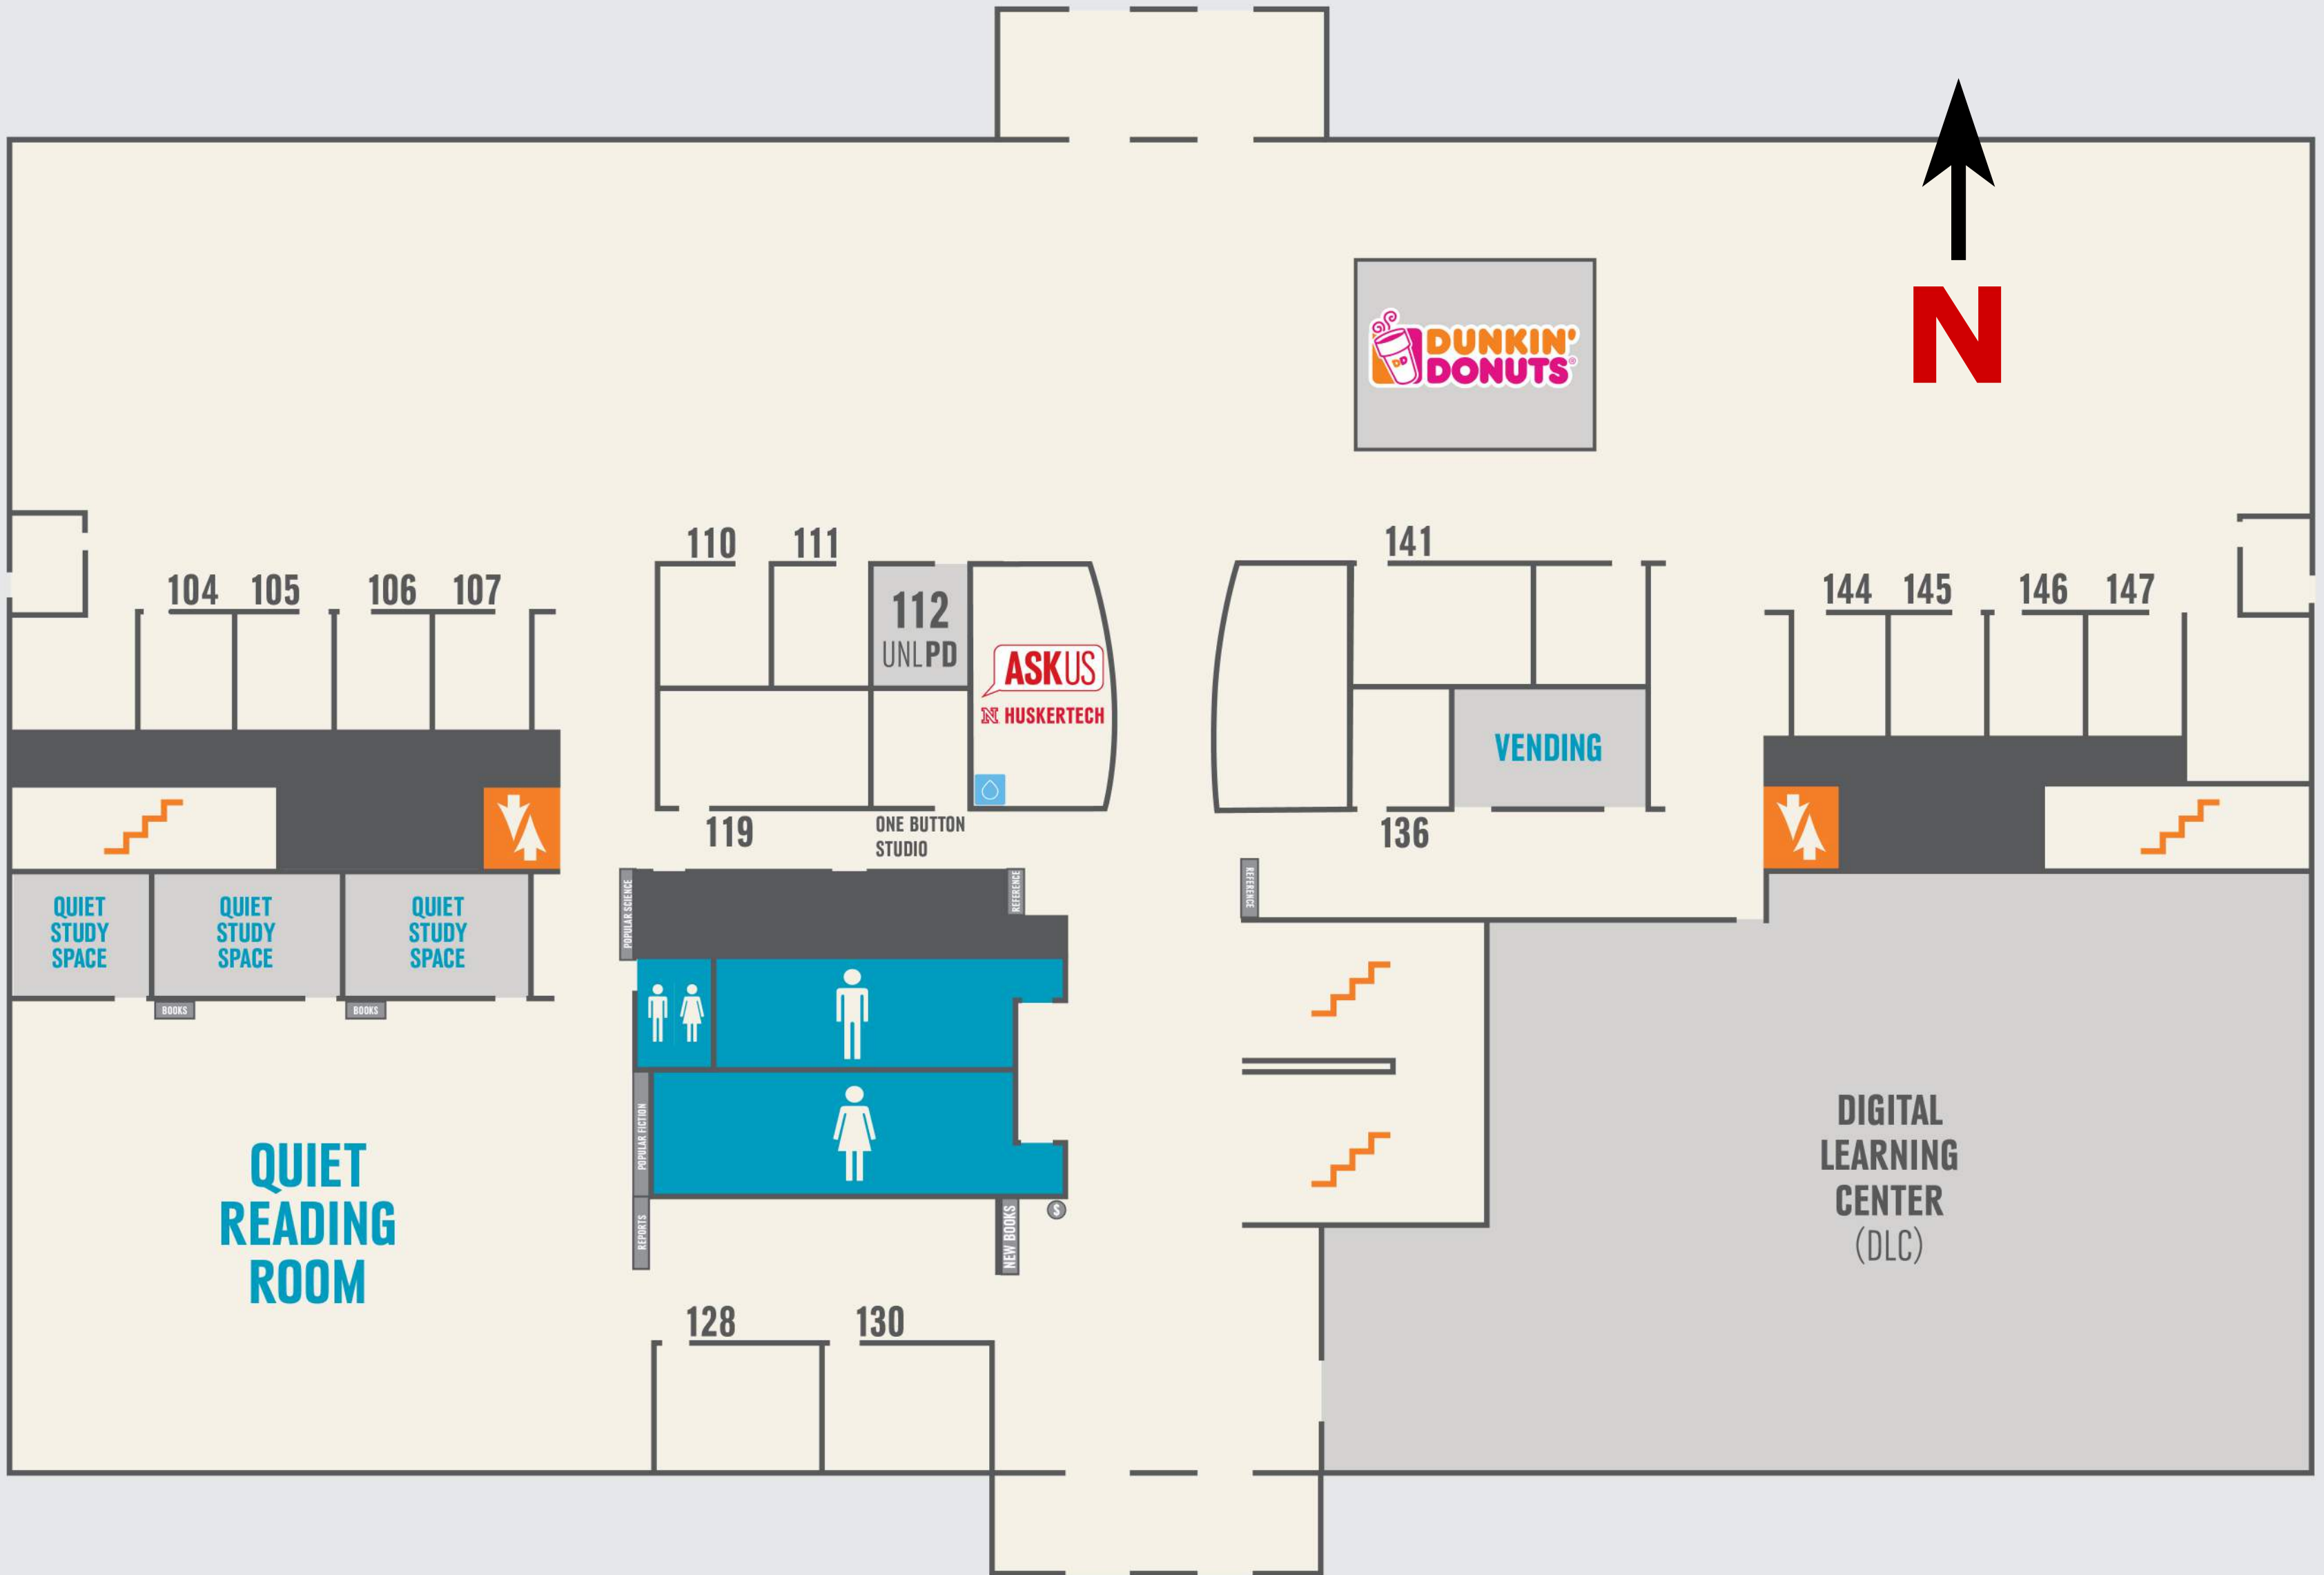 N
DUNKIN'
DONUTS®
DD
110
111
141
104
105
106
107
144
145
146
147
112
UNLPD
ASKUS
N HUSKERTECH
VENDING
119
ONE BUTTON
STUDIO
136
POPULAR SCIENCE
REFERENCE
REFERENCE
QUIET
STUDY
SPACE
QUIET
STUDY
SPACE
QUIET
STUDY
SPACE
BOOKS
BOOKS
POPULAR FICTION
QUIET
READING
ROOM
DIGITAL
LEARNING
CENTER
(DLC)
REPORTS
NEW BOOKS
$
128
130